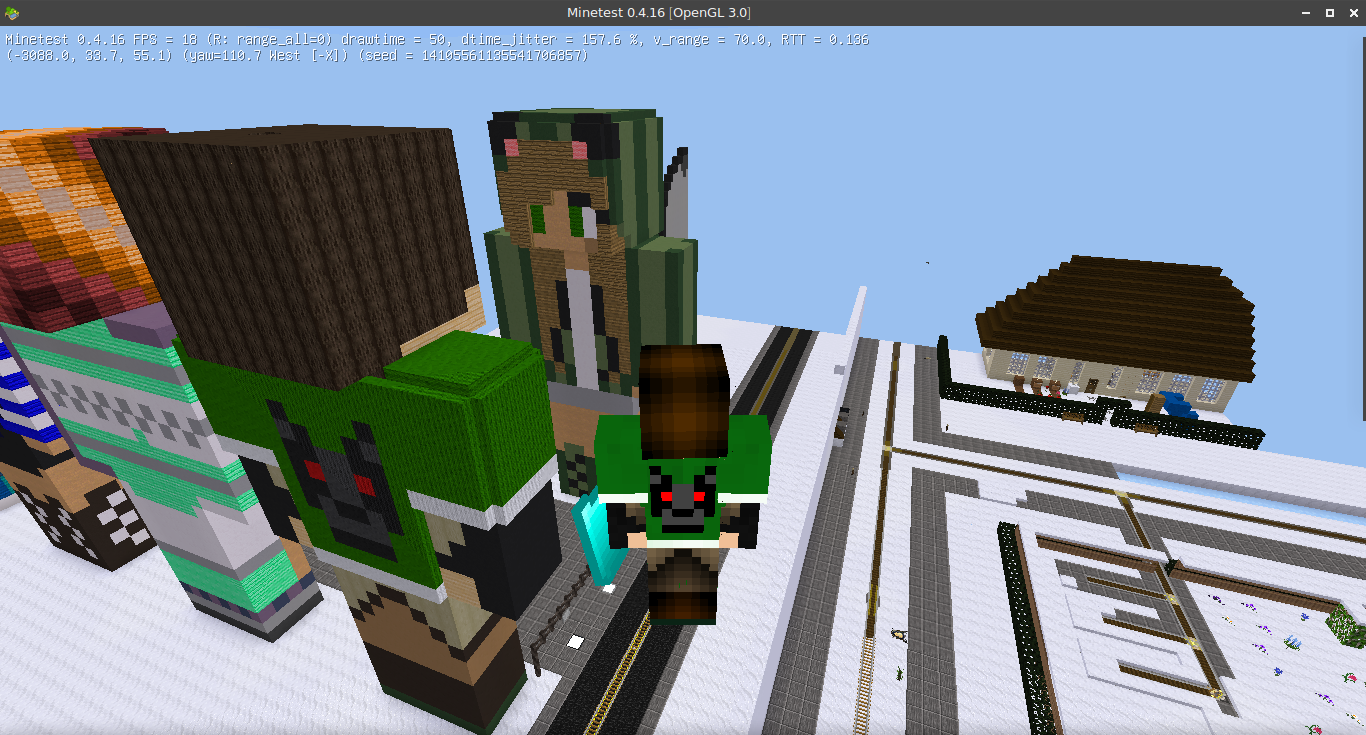 Minetest 0.4.16 [OpenGL 3.0]
Minetest 0.4.16 FPS = 18 (R: range_all=0) drawtime = 50, dtime_jitter = 157.6 %, v_range = 70.0, RTT = 0.136
(-3088.0, 33.7, 55.1) (yaw=110.7 West [-X]) (seed = 14105561135541706857)